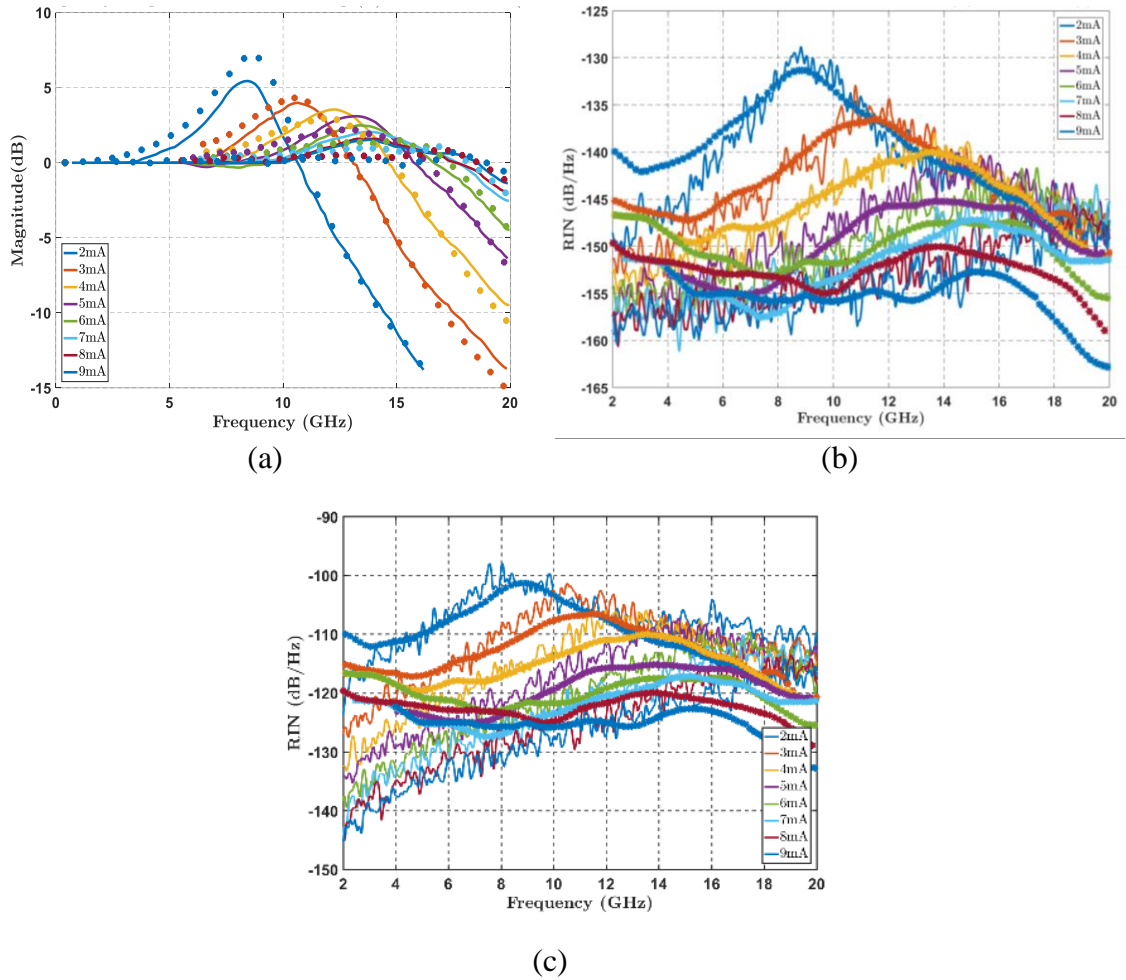 10
5
0
-5
-10
-15
Magnitude(dB)
2mA
3mA
4mA
5mA
6mA
7mA
8mA
9mA
0
5
10
15
20
Frequency (GHz)
(a)
-125
-130
-135
-140
-145
-150
-155
-160
-165
RIN (dB/Hz)
2mA
3mA
4mA
5mA
6mA
7mA
8mA
9mA
2
4
6
8
10
12
14
16
18
20
Frequency (GHz)
(b)
-90
-100
-110
-120
-130
-140
-150
RIN (dB/Hz)
2mA
3mA
4mA
5mA
6mA
7mA
8mA
9mA
2
4
6
8
10
12
14
16
18
20
Frequency (GHz)
(c)